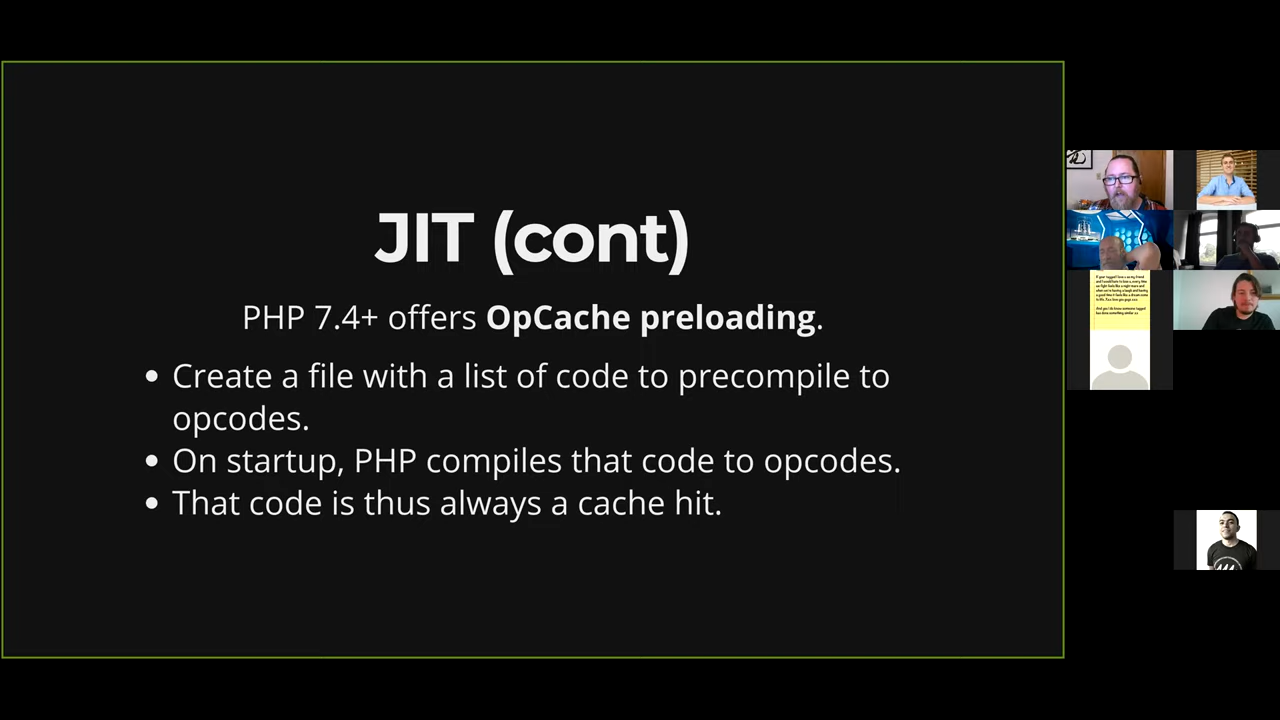 JIT (cont)
PHP 7.4+ offers OpCache preloading.
• Create a file with a list of code to precompile to
opcodes.
• On startup, PHP compiles that code to opcodes.
• That code is thus always a cache hit.